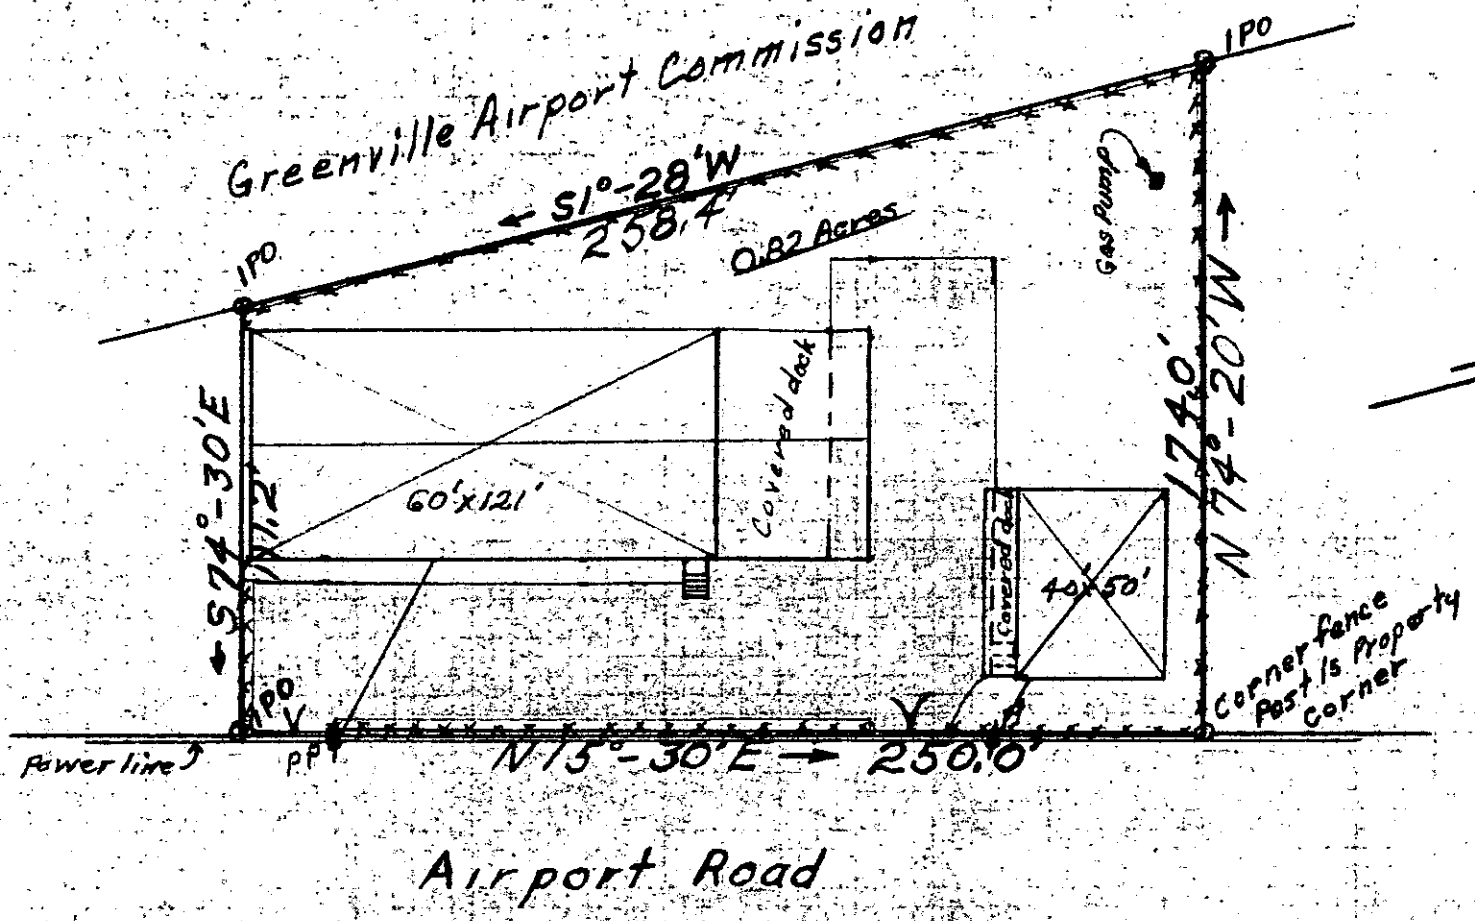 Greenville Airport Commission
IPO
← S1°-28'W
258.4'
0.82 Acres
Gas Pump
IPO
Covered dock
60'x121'
S74°-30'E
111.2'
174.0'
N 74°-20'W
Covered dock
40'x50'
Corner fence
Post is Property
corner
IPO
Power line
PP
N 15°-30'E → 250.0'
Airport Road